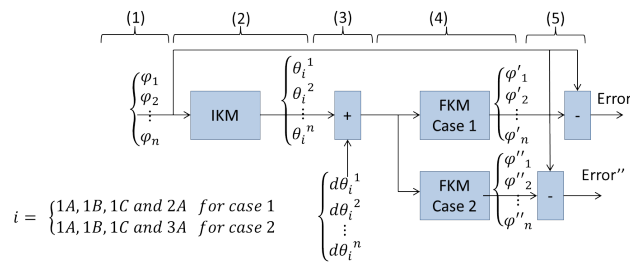 (1) (2) (3) (4) (5)
φ₁
φ₂
⋮
φₙ
IKM
θᵢ¹
θᵢ²
⋮
θᵢⁿ
+
dθᵢ¹
dθᵢ²
⋮
dθᵢⁿ
FKM
Case 1
φ'₁
φ'₂
⋮
φ'ₙ
-
Error
FKM
Case 2
φ''₁
φ''₂
⋮
φ''ₙ
-
Error''
i = {1A, 1B, 1C and 2A for case 1
{1A, 1B, 1C and 3A for case 2